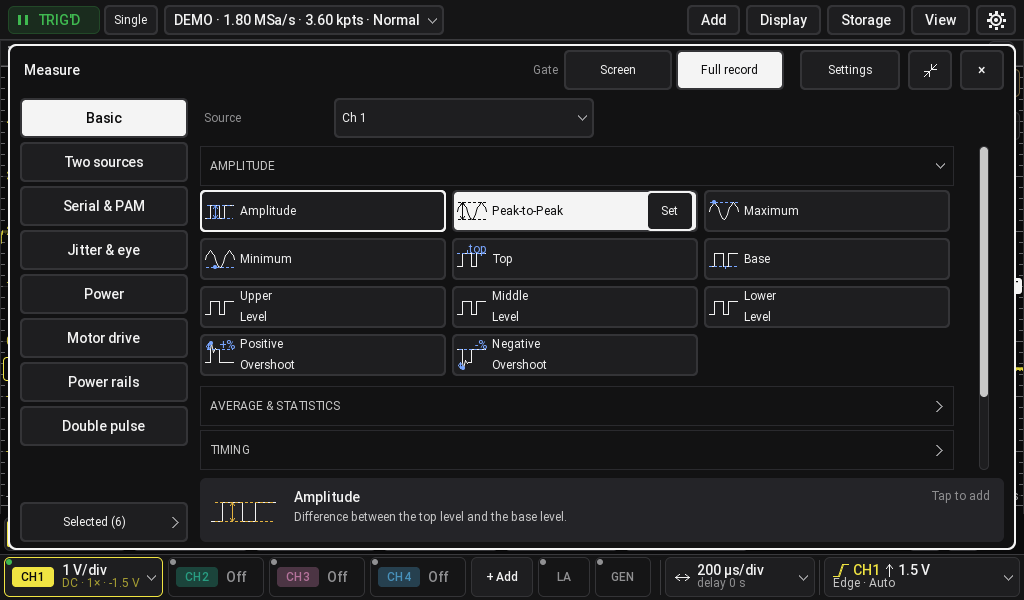 TRIG'D
Single
DEMO · 1.80 MSa/s · 3.60 kpts · Normal
Add
Display
Storage
View
Measure
Gate
Screen
Full record
Settings
×
Basic
Two sources
Serial & PAM
Jitter & eye
Power
Motor drive
Power rails
Double pulse
Selected (6)
Source
Ch 1
AMPLITUDE
Amplitude
Peak-to-Peak
Set
Maximum
Minimum
top
Top
Base
Upper
Level
Middle
Level
Lower
Level
+%
Positive
Overshoot
-%
Negative
Overshoot
AVERAGE & STATISTICS
TIMING
Amplitude
Tap to add
Difference between the top level and the base level.
CH1
1 V/div
DC · 1× · -1.5 V
CH2
Off
CH3
Off
CH4
Off
+ Add
LA
GEN
200 µs/div
delay 0 s
CH1 ↑ 1.5 V
Edge · Auto